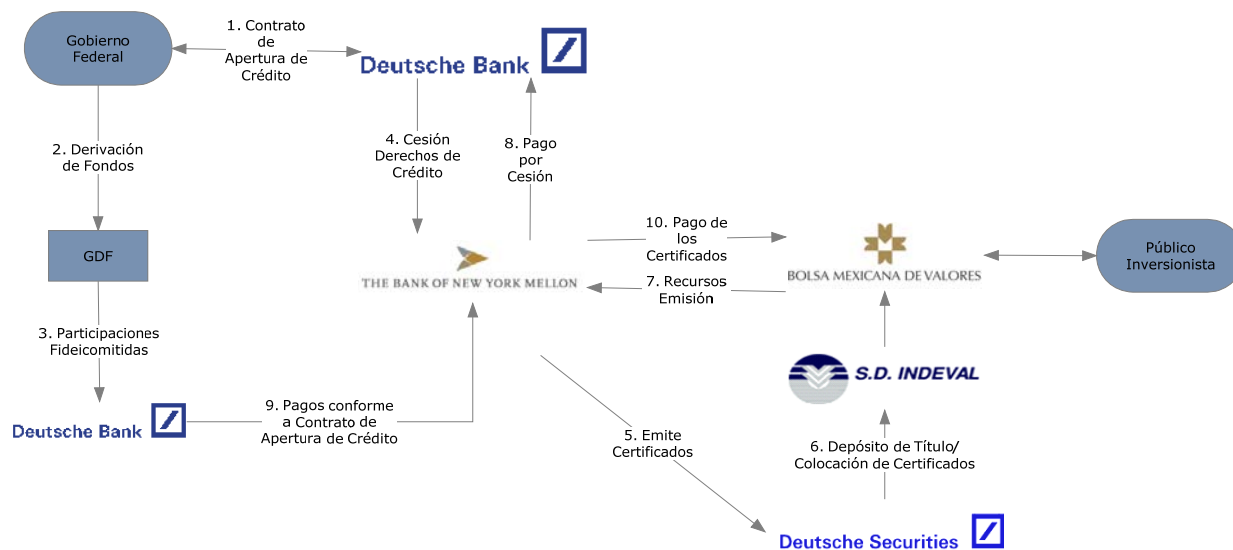 Gobierno
Federal
1. Contrato
de
Apertura de
Crédito
Deutsche Bank
2. Derivación
de Fondos
4. Cesión
Derechos de
Crédito
8. Pago
por
Cesión
GDF
THE BANK OF NEW YORK MELLON
10. Pago de
los
Certificados
7. Recursos
Emisión
BOLSA MEXICANA DE VALORES
Público
Inversionista
3. Participaciones
Fideicomitidas
S.D. INDEVAL
Deutsche Bank
9. Pagos conforme
a Contrato de
Apertura de Crédito
5. Emite
Certificados
6. Depósito de Título/
Colocación de Certificados
Deutsche Securities